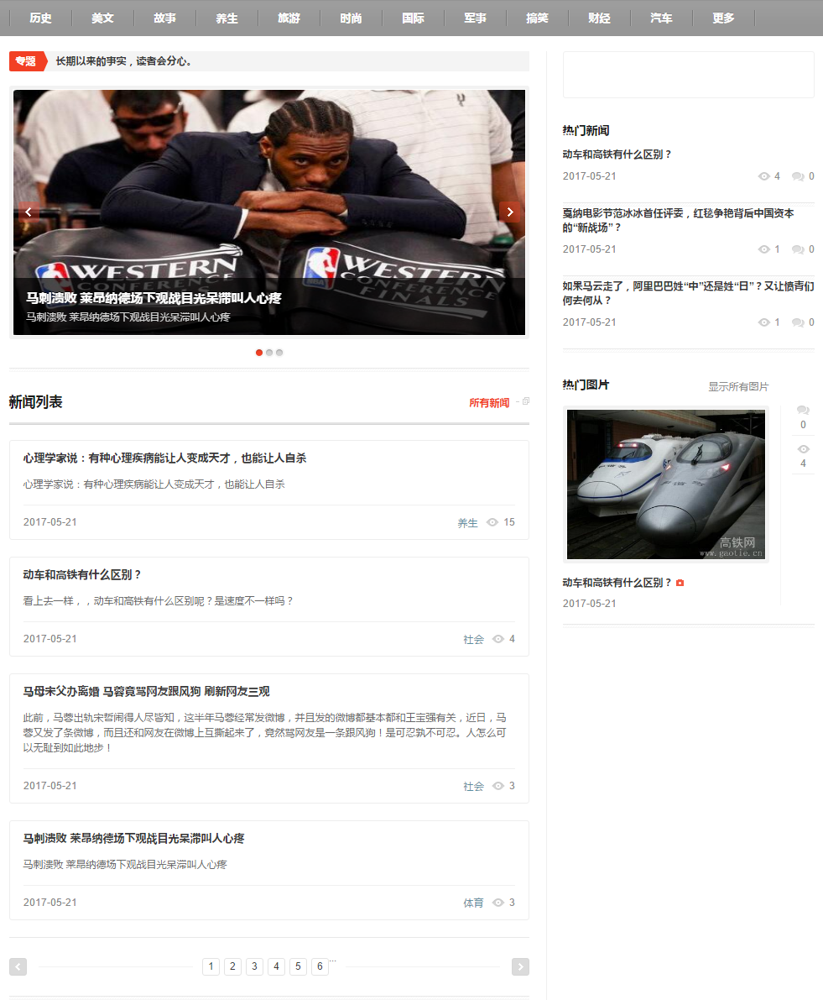 历史 美文 故事 养生 旅游 时尚 国际 军事 搞笑 财经 汽车 更多
专题 长期以来的事实，读者会分心。
WESTERN
CONFERENCE
FINALS
WESTERN
CONFERENCE
FINALS
马刺溃败 莱昂纳德场下观战目光呆滞叫人心疼
马刺溃败 莱昂纳德场下观战目光呆滞叫人心疼
新闻列表
所有新闻
心理学家说：有种心理疾病能让人变成天才，也能让人自杀
心理学家说：有种心理疾病能让人变成天才，也能让人自杀
2017-05-21 养生 15
动车和高铁有什么区别？
看上去一样，，动车和高铁有什么区别呢？是速度不一样吗？
2017-05-21 社会 4
马母宋父办离婚 马蓉竟骂网友跟风狗 刷新网友三观
此前，马蓉出轨宋哲闹得人尽皆知，这半年马蓉经常发微博，并且发的微博都基本都和王宝强有关，近日，马
蓉又发了条微博，而且还和网友在微博上互撕起来了，竟然骂网友是一条跟风狗！是可忍孰不可忍。人怎么可
以无耻到如此地步！
2017-05-21 社会 3
马刺溃败 莱昂纳德场下观战目光呆滞叫人心疼
马刺溃败 莱昂纳德场下观战目光呆滞叫人心疼
2017-05-21 体育 3
1 2 3 4 5 6 ...
热门新闻
动车和高铁有什么区别？
2017-05-21 4 0
戛纳电影节范冰冰首任评委，红毯争艳背后中国资本
的“新战场”？
2017-05-21 1 0
如果马云走了，阿里巴巴姓“中”还是姓“日”？又让愤青们
何去何从？
2017-05-21 1 0
热门图片 显示所有图片
0
4
高铁网
www.gaotie.cn
动车和高铁有什么区别？
2017-05-21